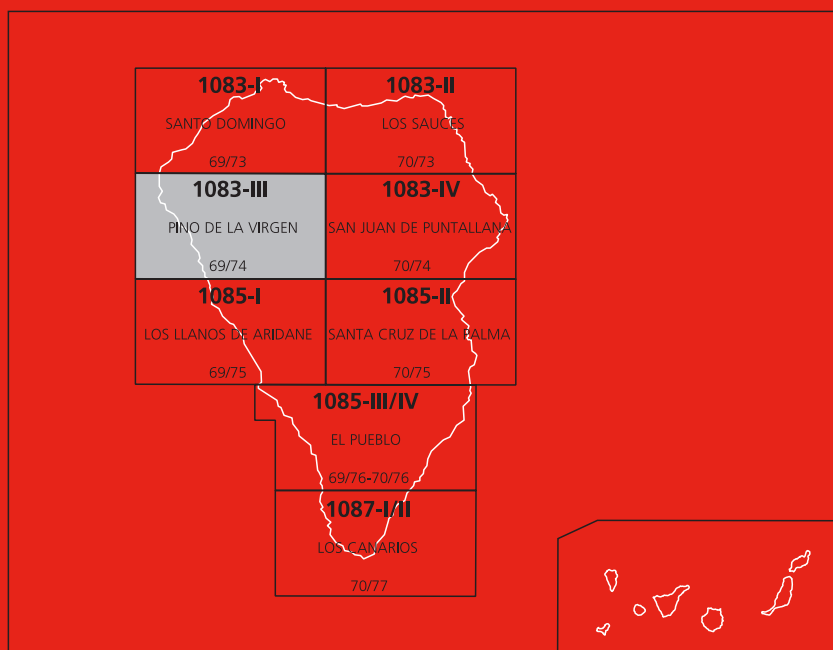 1083-I
SANTO DOMINGO
69/73
1083-II
LOS SAUCES
70/73
1083-III
PINO DE LA VIRGEN
69/74
1083-IV
SAN JUAN DE PUNTALLANA
70/74
1085-I
LOS LLANOS DE ARIDANE
69/75
1085-II
SANTA CRUZ DE LA PALMA
70/75
1085-III/IV
EL PUEBLO
69/76-70/76
1087-I/II
LOS CANARIOS
70/77